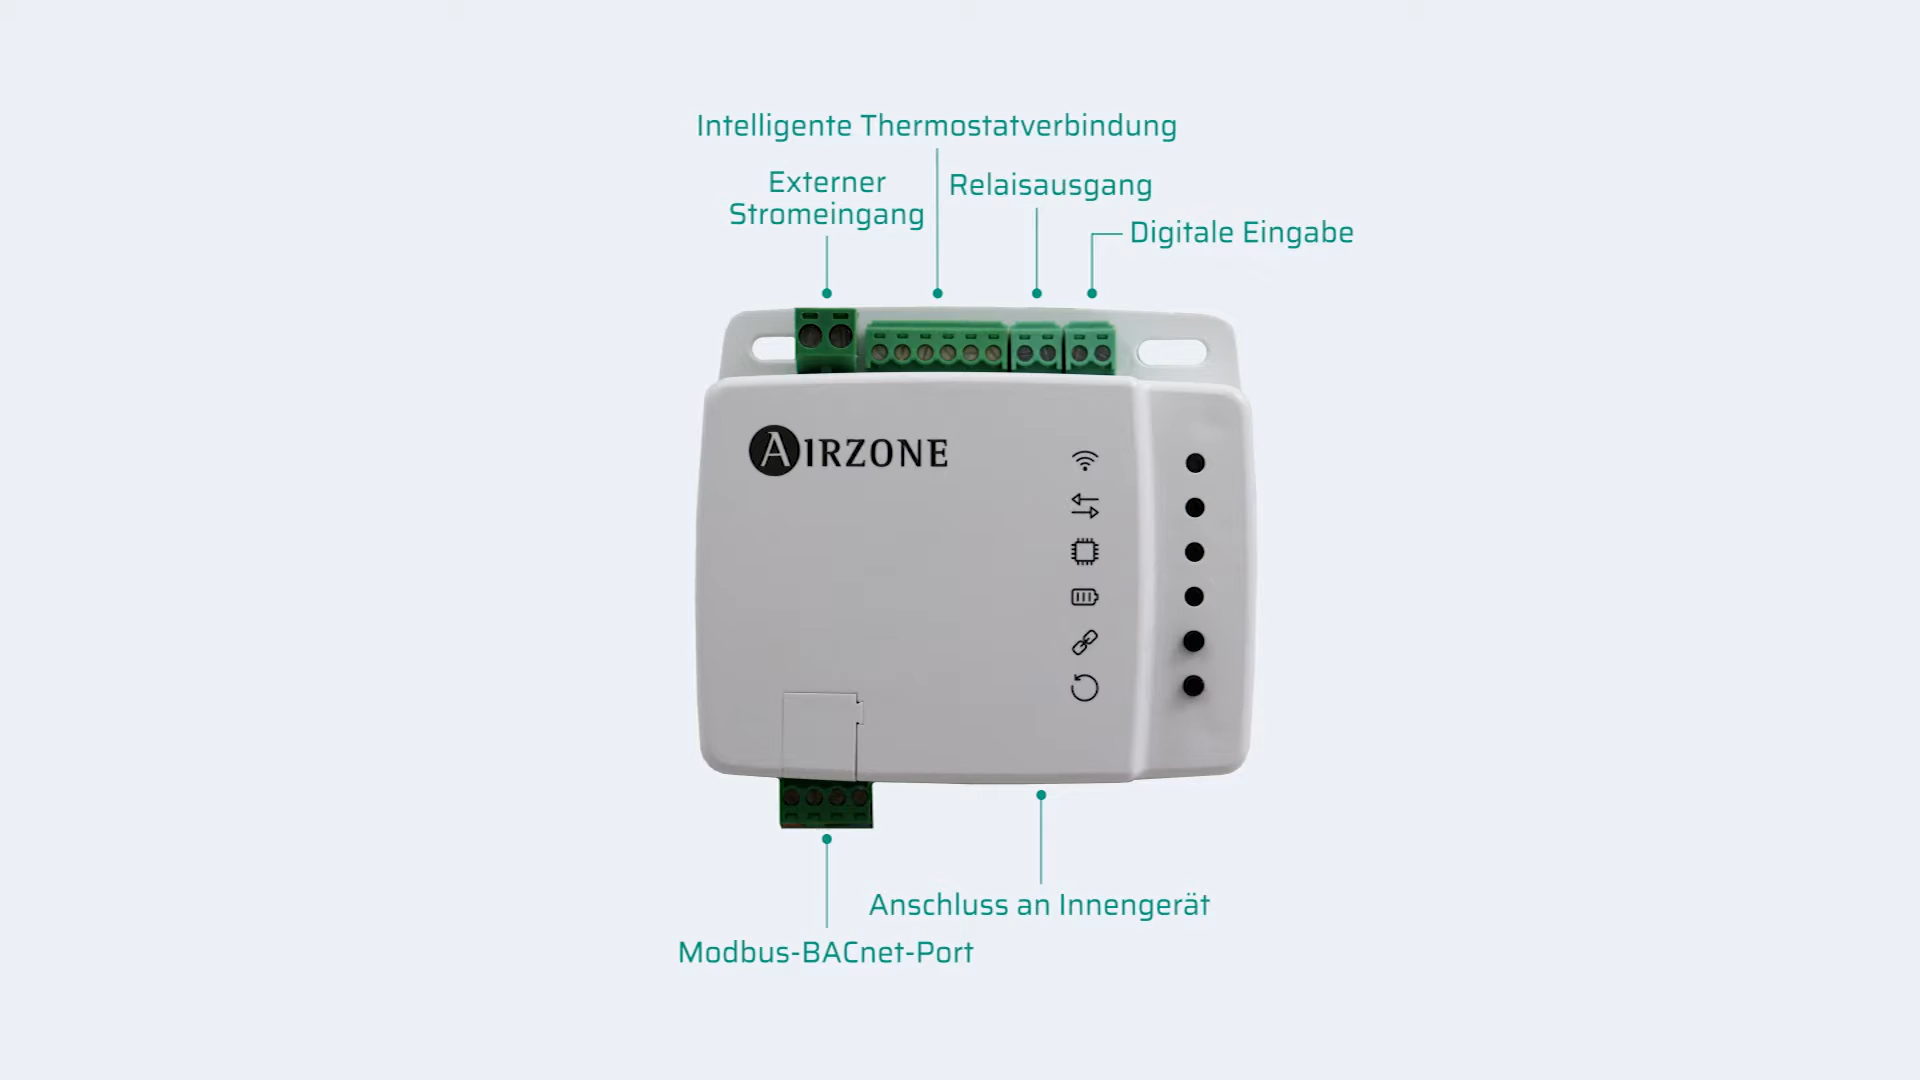 Intelligente Thermostatverbindung
Externer
Stromeingang
Relaisausgang
Digitale Eingabe
AIRZONE
Anschluss an Innengerät
Modbus-BACnet-Port